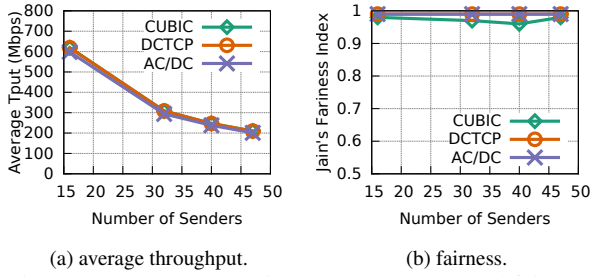 Average Tput (Mbps)
800
700
600
500
400
300
200
100
0
CUBIC
DCTCP
AC/DC
15 20 25 30 35 40 45 50
Number of Senders
(a) average throughput.
Jain's Fariness Index
1
0.9
0.8
0.7
0.6
0.5
CUBIC
DCTCP
AC/DC
15 20 25 30 35 40 45 50
Number of Senders
(b) fairness.